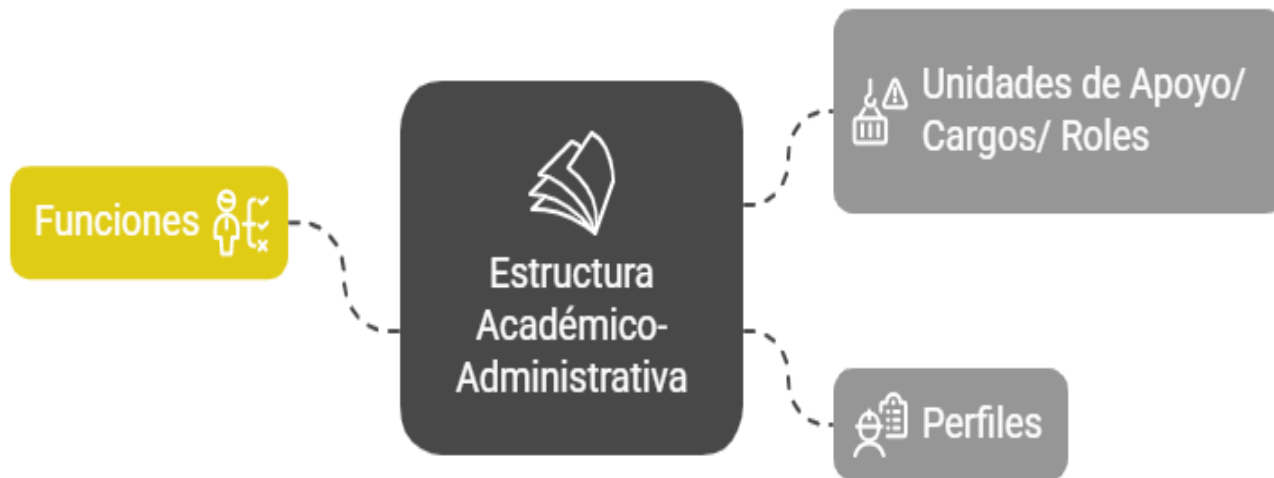 Unidades de Apoyo/
Cargos/ Roles
Funciones
Estructura
Académico-
Administrativa
Perfiles